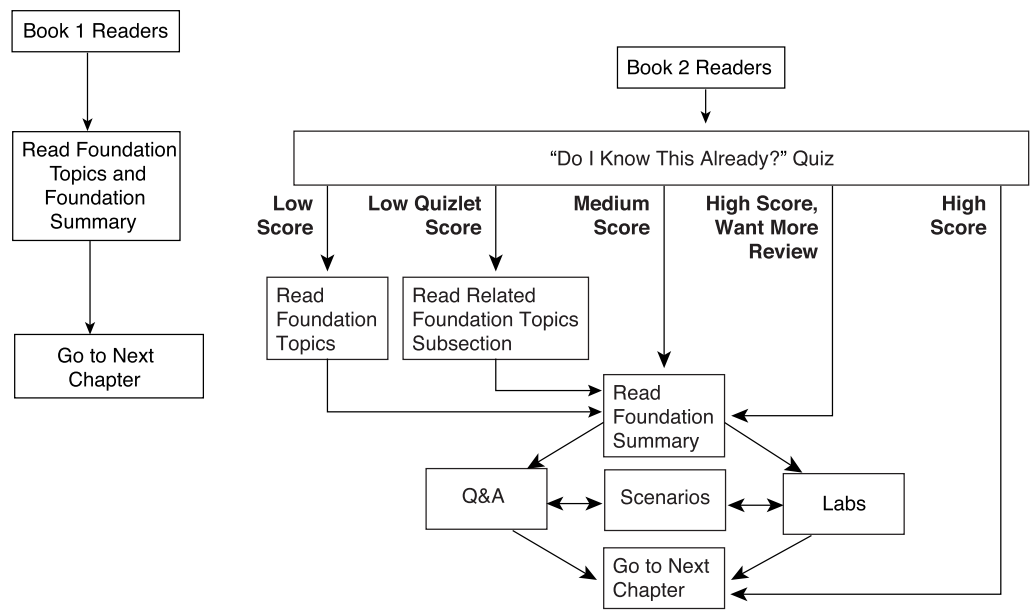 Book 1 Readers
Read Foundation
Topics and
Foundation
Summary
Go to Next
Chapter
Book 2 Readers
“Do I Know This Already?” Quiz
Low
Score
Low Quizlet
Score
Medium
Score
High Score,
Want More
Review
High
Score
Read
Foundation
Topics
Read Related
Foundation Topics
Subsection
Read
Foundation
Summary
Q&A
Scenarios
Labs
Go to Next
Chapter